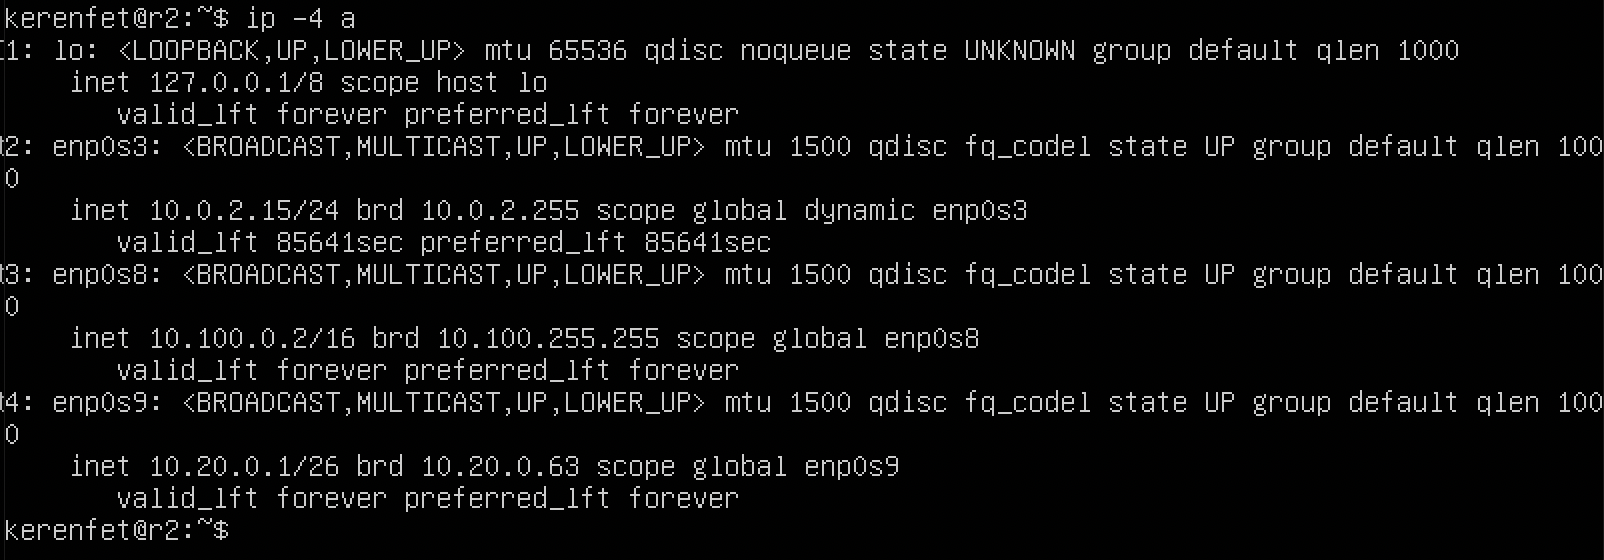 kerenfet@r2:~$ ip -4 a
1: lo: <LOOPBACK,UP,LOWER_UP> mtu 65536 qdisc noqueue state UNKNOWN group default qlen 1000
    inet 127.0.0.1/8 scope host lo
       valid_lft forever preferred_lft forever
2: enp0s3: <BROADCAST,MULTICAST,UP,LOWER_UP> mtu 1500 qdisc fq_codel state UP group default qlen 100
0
    inet 10.0.2.15/24 brd 10.0.2.255 scope global dynamic enp0s3
       valid_lft 85641sec preferred_lft 85641sec
3: enp0s8: <BROADCAST,MULTICAST,UP,LOWER_UP> mtu 1500 qdisc fq_codel state UP group default qlen 100
0
    inet 10.100.0.2/16 brd 10.100.255.255 scope global enp0s8
       valid_lft forever preferred_lft forever
4: enp0s9: <BROADCAST,MULTICAST,UP,LOWER_UP> mtu 1500 qdisc fq_codel state UP group default qlen 100
0
    inet 10.20.0.1/26 brd 10.20.0.63 scope global enp0s9
       valid_lft forever preferred_lft forever
kerenfet@r2:~$